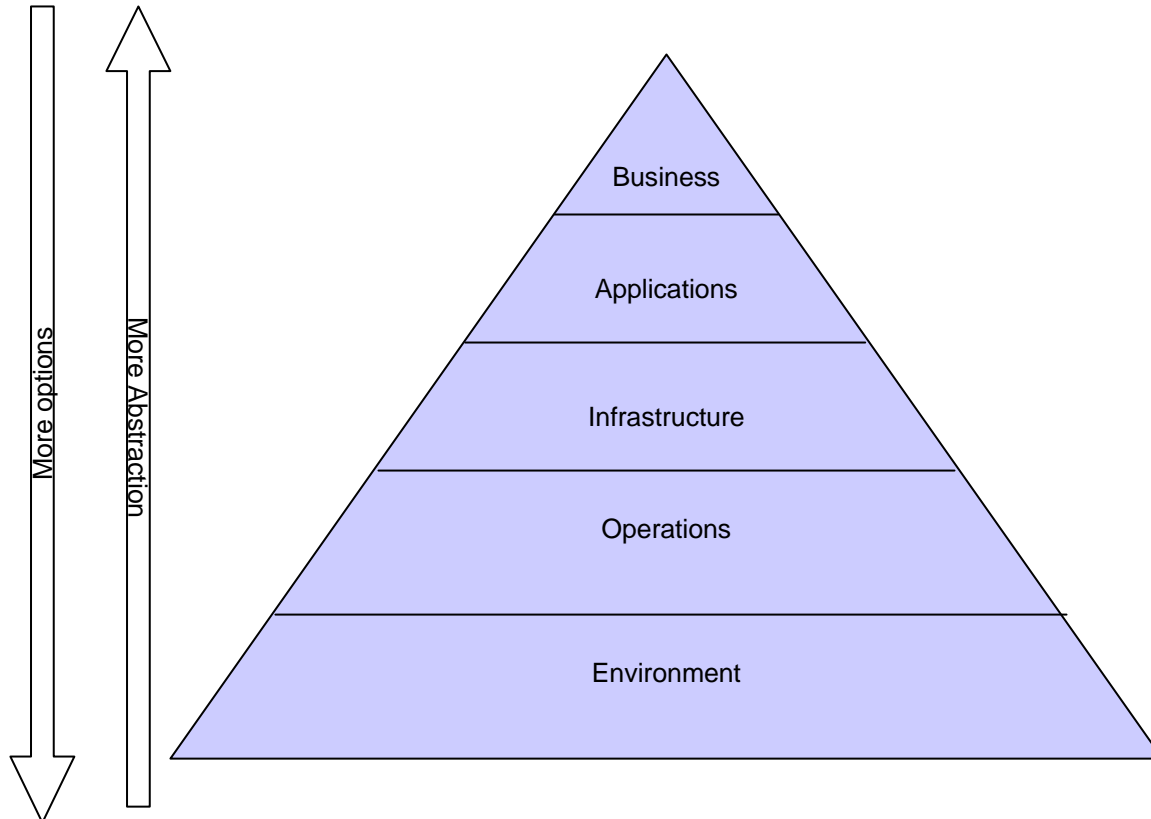 More options
More Abstraction
Business
Applications
Infrastructure
Operations
Environment